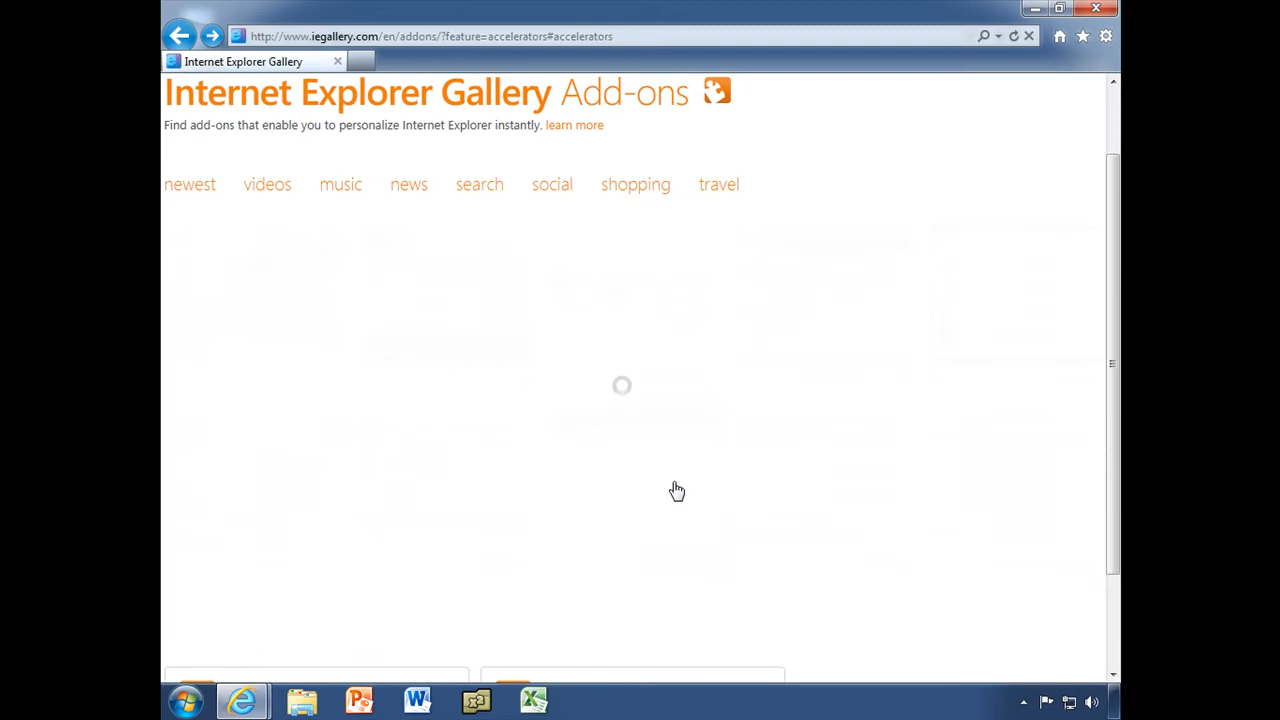 http://www.iegallery.com/en/addons/?feature=accelerators#accelerators
Internet Explorer Gallery
Internet Explorer Gallery Add-ons
Find add-ons that enable you to personalize Internet Explorer instantly. learn more
newest videos music news search social shopping travel